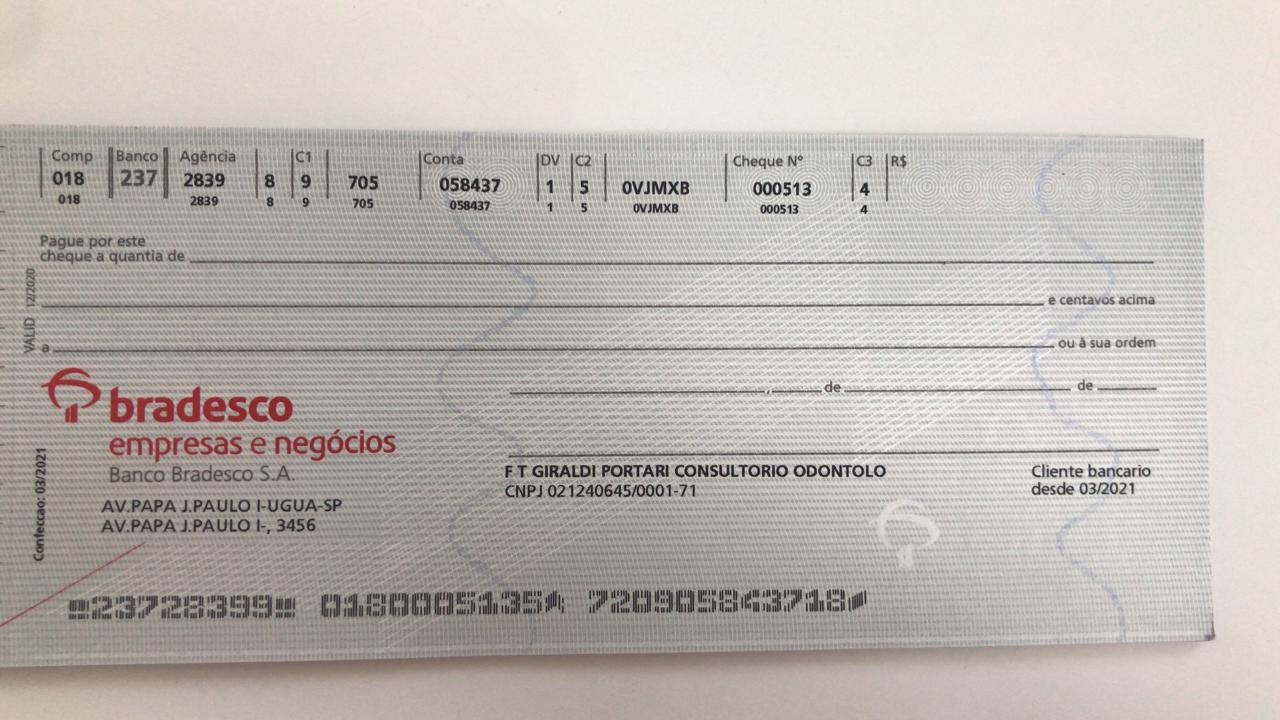 Comp Banco Agência C1 Conta DV C2 Cheque Nº C3 R$
018 237 2839 8 9 705 058437 1 5 0VJMXB 000513 4
018 2839 8 9 705 058437 1 5 0VJMXB 000513 4
Pague por este
cheque a quantia de
e centavos acima
a ou à sua ordem
de de
VALID 12/2020
bradesco
empresas e negócios
Banco Bradesco S.A.
AV.PAPA J.PAULO I-UGUA-SP
AV.PAPA J.PAULO I-, 3456
Confeccao: 03/2021
F T GIRALDI PORTARI CONSULTORIO ODONTOLO
CNPJ 021240645/0001-71
Cliente bancario
desde 03/2021
23728399 0180005135 720905843718